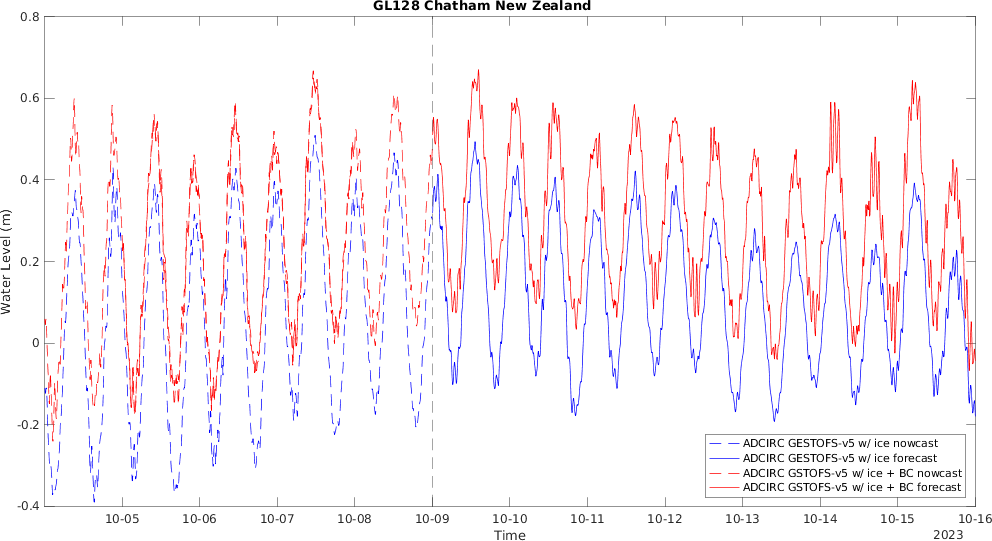 GL128 Chatham New Zealand
0.8
0.6
0.4
0.2
0
-0.2
-0.4
Water Level (m)
ADCIRC GESTOFS-v5 w/ ice nowcast
ADCIRC GESTOFS-v5 w/ ice forecast
ADCIRC GSTOFS-v5 w/ ice + BC nowcast
ADCIRC GSTOFS-v5 w/ ice + BC forecast
10-05 10-06 10-07 10-08 10-09 10-10 10-11 10-12 10-13 10-14 10-15 10-16
Time
2023